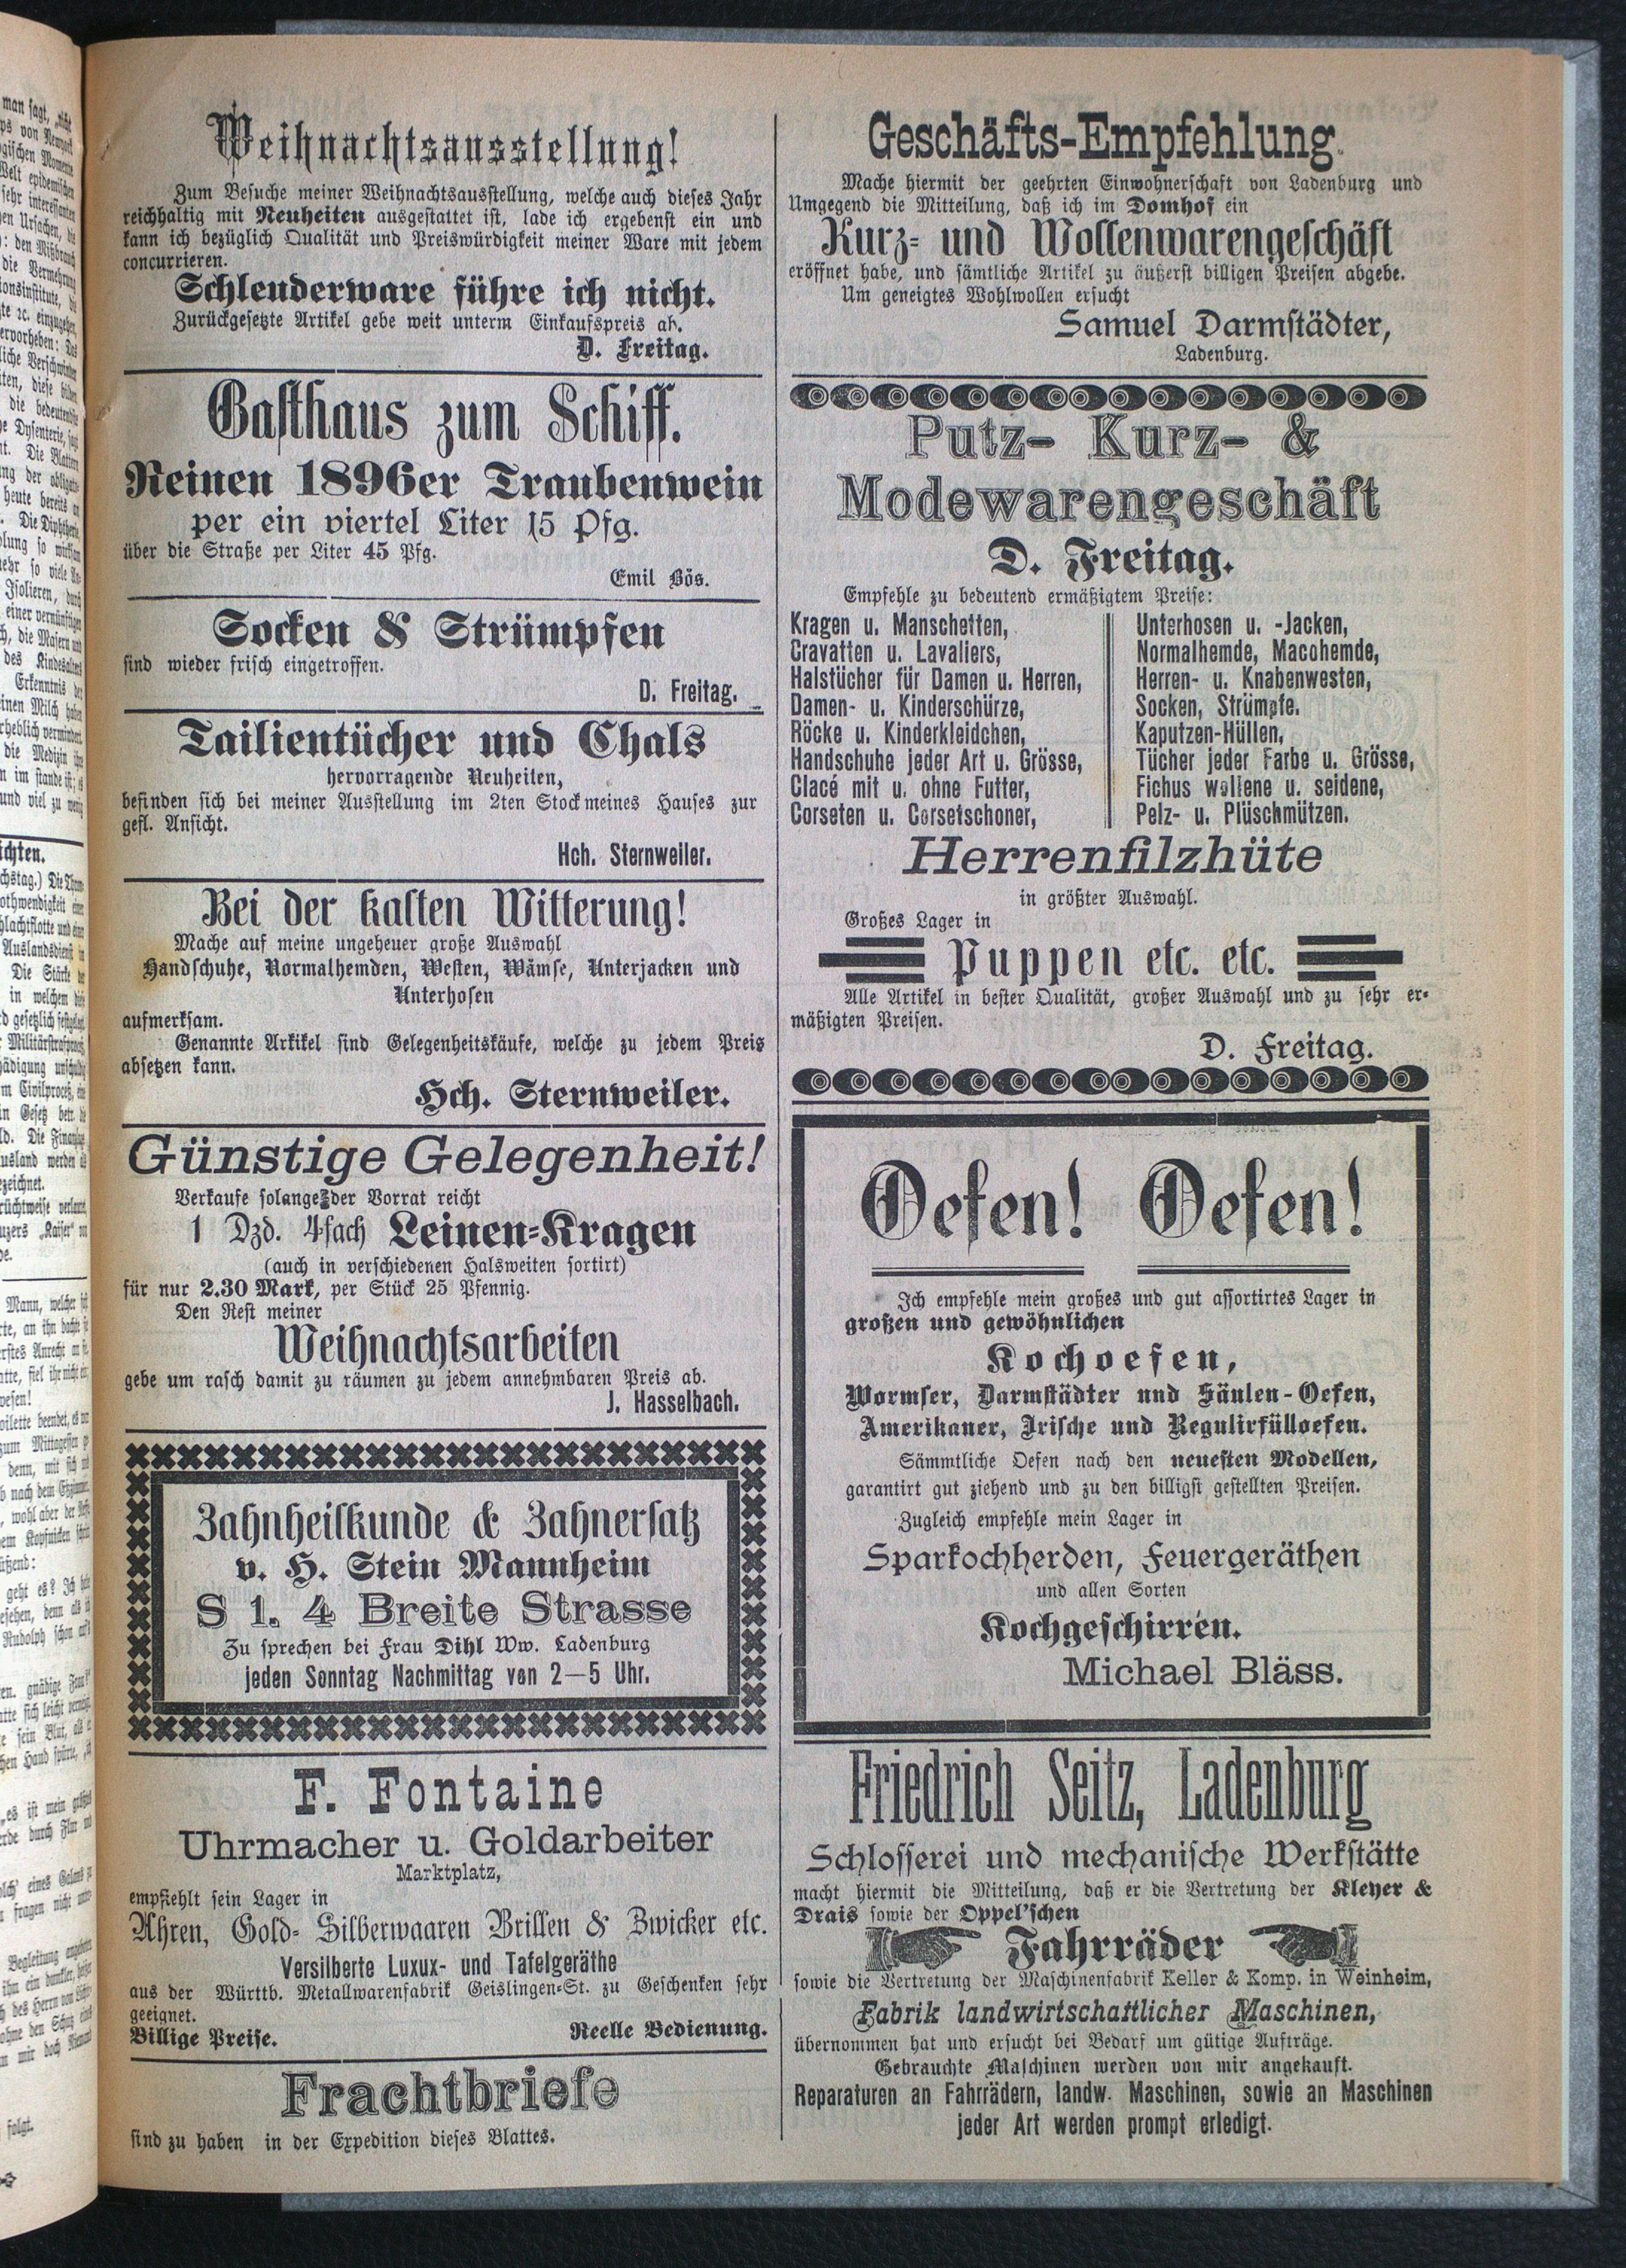 Weihnachtsausstellung!
Zum Besuche meiner Weihnachtsausstellung, welche auch dieses Jahr
reichhaltig mit Neuheiten ausgestattet ist, lade ich ergebenst ein und
kann ich bezüglich Qualität und Preiswürdigkeit meiner Ware mit jedem
concurrieren.
Schleuderware führe ich nicht.
Zurückgesetzte Artikel gebe weit unterm Einkaufspreis ab.
D. Freitag.
Gasthaus zum Schiff.
Reinen 1896er Traubenwein
per ein viertel Liter 15 Pfg.
über die Straße per Liter 45 Pfg.
Emil Bös.
Socken & Strümpfen
sind wieder frisch eingetroffen.
D. Freitag.
Tailientücher und Chals
hervorragende Neuheiten,
befinden sich bei meiner Ausstellung im 2ten Stock meines Hauses zur
gefl. Ansicht.
Hch. Sternweiler.
Bei der kalten Witterung!
Mache auf meine ungeheuer große Auswahl
Handschuhe, Normalhemden, Westen, Wämse, Unterjacken und
Unterhosen
aufmerksam.
Genannte Artikel sind Gelegenheitskäufe, welche zu jedem Preis
absetzen kann.
Hch. Sternweiler.
Günstige Gelegenheit!
Verkaufe solange der Vorrat reicht
1 Dzd. 4fach Leinen-Kragen
(auch in verschiedenen Halsweiten sortirt)
für nur 2.30 Mark, per Stück 25 Pfennig.
Den Rest meiner
Weihnachtsarbeiten
gebe um rasch damit zu räumen zu jedem annehmbaren Preis ab.
J. Hasselbach.
Zahnheilkunde & Zahnersatz
v. H. Stein Mannheim
S 1. 4 Breite Strasse
Zu sprechen bei Frau Dihl Ww. Ladenburg
jeden Sonntag Nachmittag von 2—5 Uhr.
F. Fontaine
Uhrmacher u. Goldarbeiter
Marktplatz,
empfiehlt sein Lager in
Uhren, Gold- Silberwaaren Brillen & Zwicker etc.
Versilberte Luxux- und Tafelgeräthe
aus der Württb. Metallwarenfabrik Geislingen-St. zu Geschenken sehr
geeignet.
Billige Preise. Reelle Bedienung.
Frachtbriefe
sind zu haben in der Expedition dieses Blattes.
Geschäfts-Empfehlung.
Mache hiermit der geehrten Einwohnerschaft von Ladenburg und
Umgegend die Mitteilung, daß ich im Domhof ein
Kurz- und Wollenwarengeschäft
eröffnet habe, und sämtliche Artikel zu äußerst billigen Preisen abgebe.
Um geneigtes Wohlwollen ersucht
Samuel Darmstädter,
Ladenburg.
Putz- Kurz- &
Modewarengeschäft
D. Freitag.
Empfehle zu bedeutend ermäßigtem Preise:
Kragen u. Manschetten,
Cravatten u. Lavaliers,
Halstücher für Damen u. Herren,
Damen- u. Kinderschürze,
Röcke u. Kinderkleidchen,
Handschuhe jeder Art u. Grösse,
Clacé mit u. ohne Futter,
Corseten u. Corsetschoner,
Unterhosen u. -Jacken,
Normalhemde, Macohemde,
Herren- u. Knabenwesten,
Socken, Strümpfe.
Kaputzen-Hüllen,
Tücher jeder Farbe u. Grösse,
Fichus wollene u. seidene,
Pelz- u. Plüschmützen.
Herrenfilzhüte
in größter Auswahl.
Großes Lager in
Puppen etc. etc.
Alle Artikel in bester Qualität, großer Auswahl und zu sehr er-
mäßigten Preisen.
D. Freitag.
Oefen! Oefen!
Ich empfehle mein großes und gut assortirtes Lager in
großen und gewöhnlichen
Kochoefen,
Wormser, Darmstädter und Säulen-Oefen,
Amerikaner, Irische und Regulirfülloefen.
Sämmtliche Oefen nach den neuesten Modellen,
garantirt gut ziehend und zu den billigst gestellten Preisen.
Zugleich empfehle mein Lager in
Sparkochherden, Feuergeräthen
und allen Sorten
Kochgeschirren.
Michael Bläss.
Friedrich Seitz, Ladenburg
Schlosserei und mechanische Werkstätte
macht hiermit die Mitteilung, daß er die Vertretung der Kleyer &
Drais sowie der Oppel'schen
Fahrräder
sowie die Vertretung der Maschinenfabrik Keller & Komp. in Weinheim,
Fabrik landwirtschaftlicher Maschinen,
übernommen hat und ersucht bei Bedarf um gütige Aufträge.
Gebrauchte Maschinen werden von mir angekauft.
Reparaturen an Fahrrädern, landw. Maschinen, sowie an Maschinen
jeder Art werden prompt erledigt.